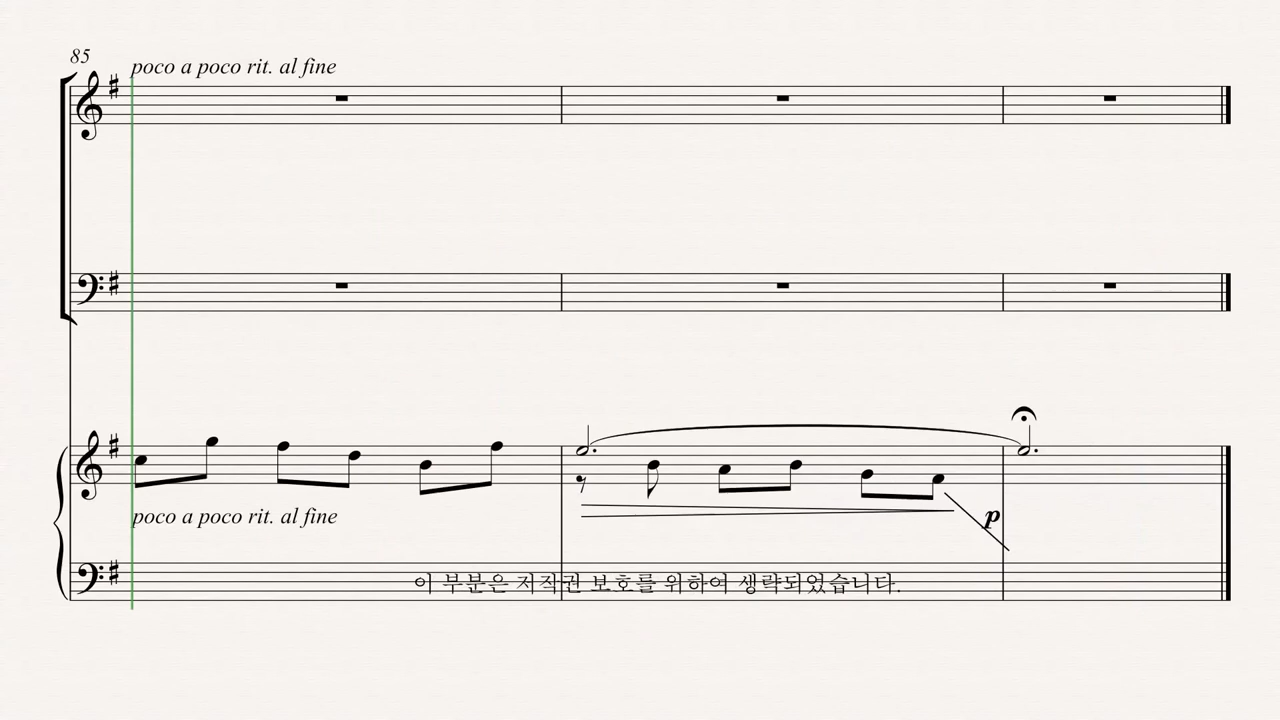 85
poco a poco rit. al fine
poco a poco rit. al fine
p
이 부분은 저작권 보호를 위하여 생략되었습니다.